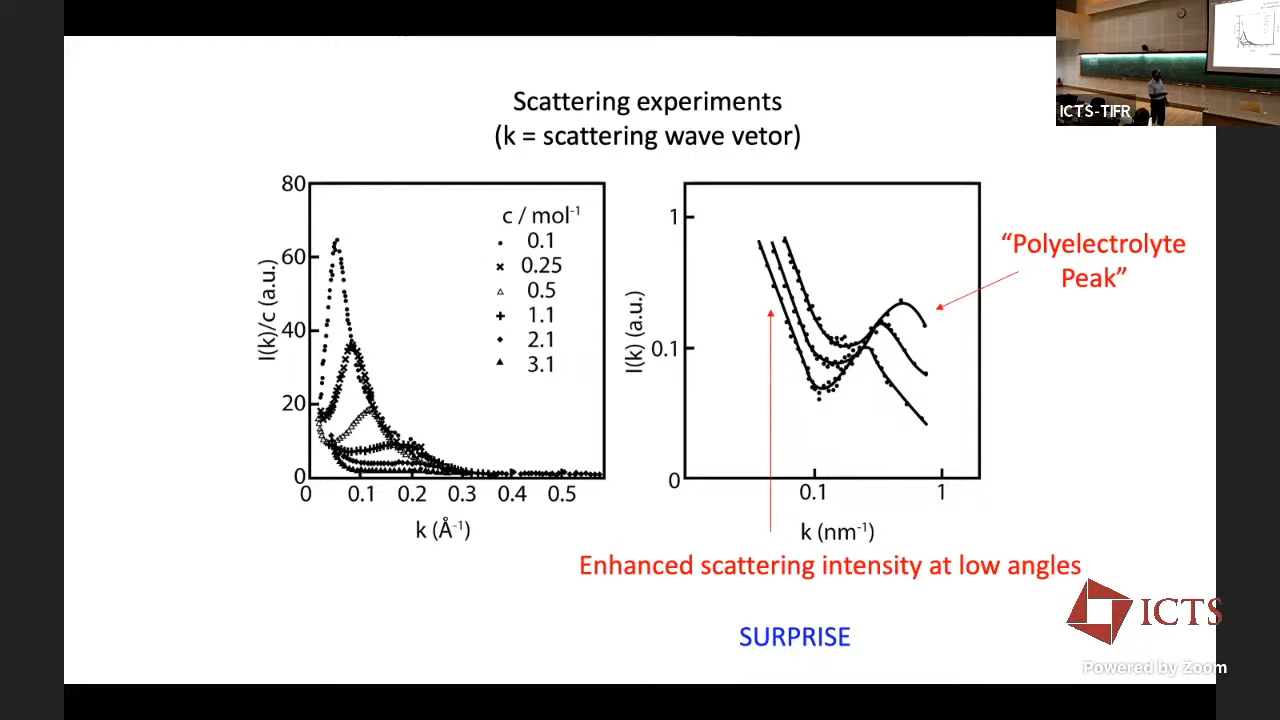 Scattering experiments
(k = scattering wave vetor)
ICTS-TIFR
80
60
40
20
0
I(k)/c (a.u.)
c / mol-1
0.1
0.25
0.5
1.1
2.1
3.1
0 0.1 0.2 0.3 0.4 0.5
k (Å-1)
1
0.1
0
I(k) (a.u.)
0.1 1
k (nm-1)
“Polyelectrolyte
Peak”
Enhanced scattering intensity at low angles
SURPRISE
ICTS
Powered by Zoom